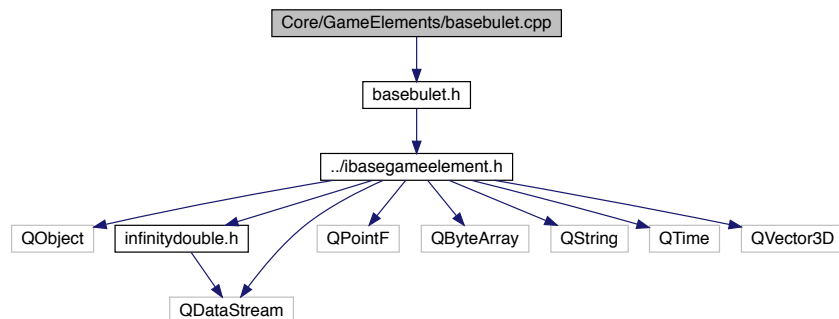 Core/GameElements/basebulet.cpp
basebulet.h
../ibasegameelement.h
QObject
infinitydouble.h
QPointF
QByteArray
QString
QTime
QVector3D
QDataStream